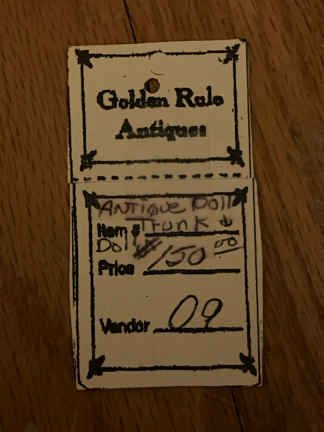 Golden Rule
Antiques
Antique Doll
Item # Trunk &
Doll
Price $150.00
Vendor 09